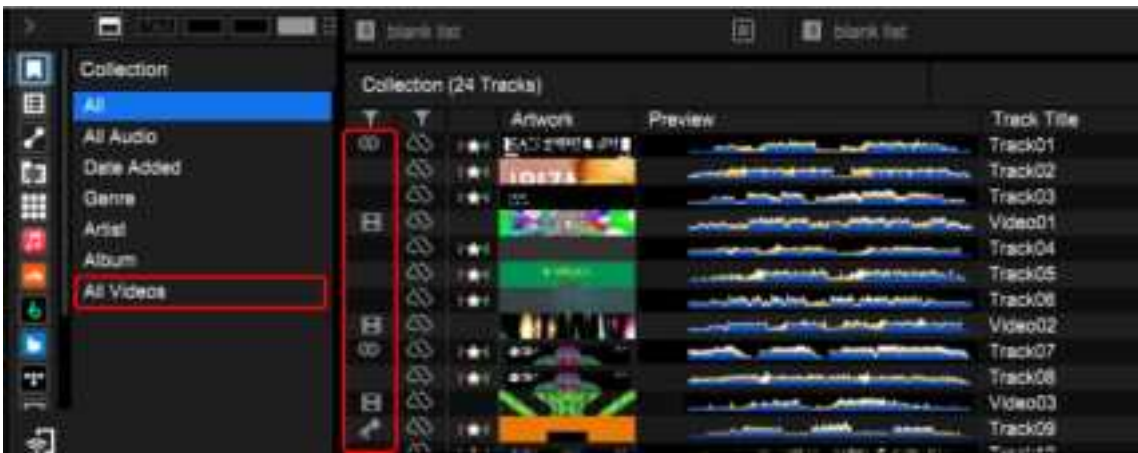 blank list
blank list
Collection
Collection (24 Tracks)
All
All Audio
Date Added
Genre
Artist
Album
All Videos
Artwork Preview Track Title
Track01
IBIZA
Track02
Track03
Video01
Track04
Track05
Track06
Video02
Track07
Track08
Video03
Track09